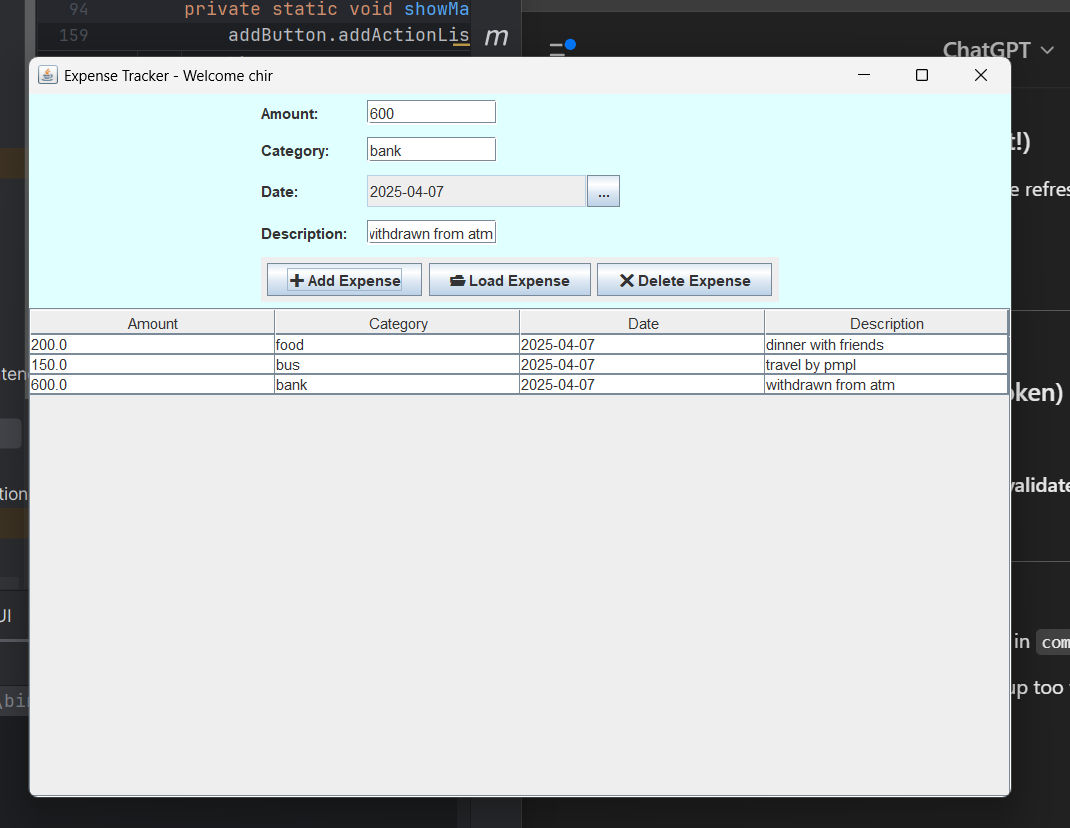 94 private static void showMa
159 addButton.addActionLis
m
ChatGPT
Expense Tracker - Welcome chir
Amount: 600
Category: bank
Date: 2025-04-07 ...
Description: withdrawn from atm
Add Expense Load Expense Delete Expense
Amount Category Date Description
200.0 food 2025-04-07 dinner with friends
150.0 bus 2025-04-07 travel by pmpl
600.0 bank 2025-04-07 withdrawn from atm
t!)
e refres
ten
oken)
validate
tion
UI
in com
\bin
up too